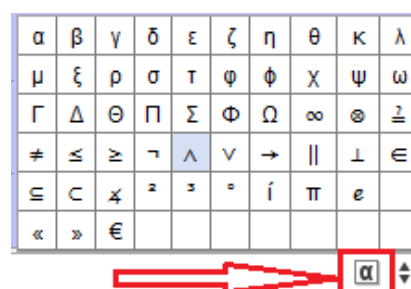 α β γ δ ε ζ η θ κ λ
μ ξ ρ σ τ φ ϕ χ ψ ω
Γ Δ Θ Π Σ Φ Ω ∞ ⊗ ≟
≠ ≤ ≥ ¬ ∧ ∨ → ∥ ⊥ ∈
⊆ ⊂ ∡ ² ³ ° í π ℯ
« » €
α